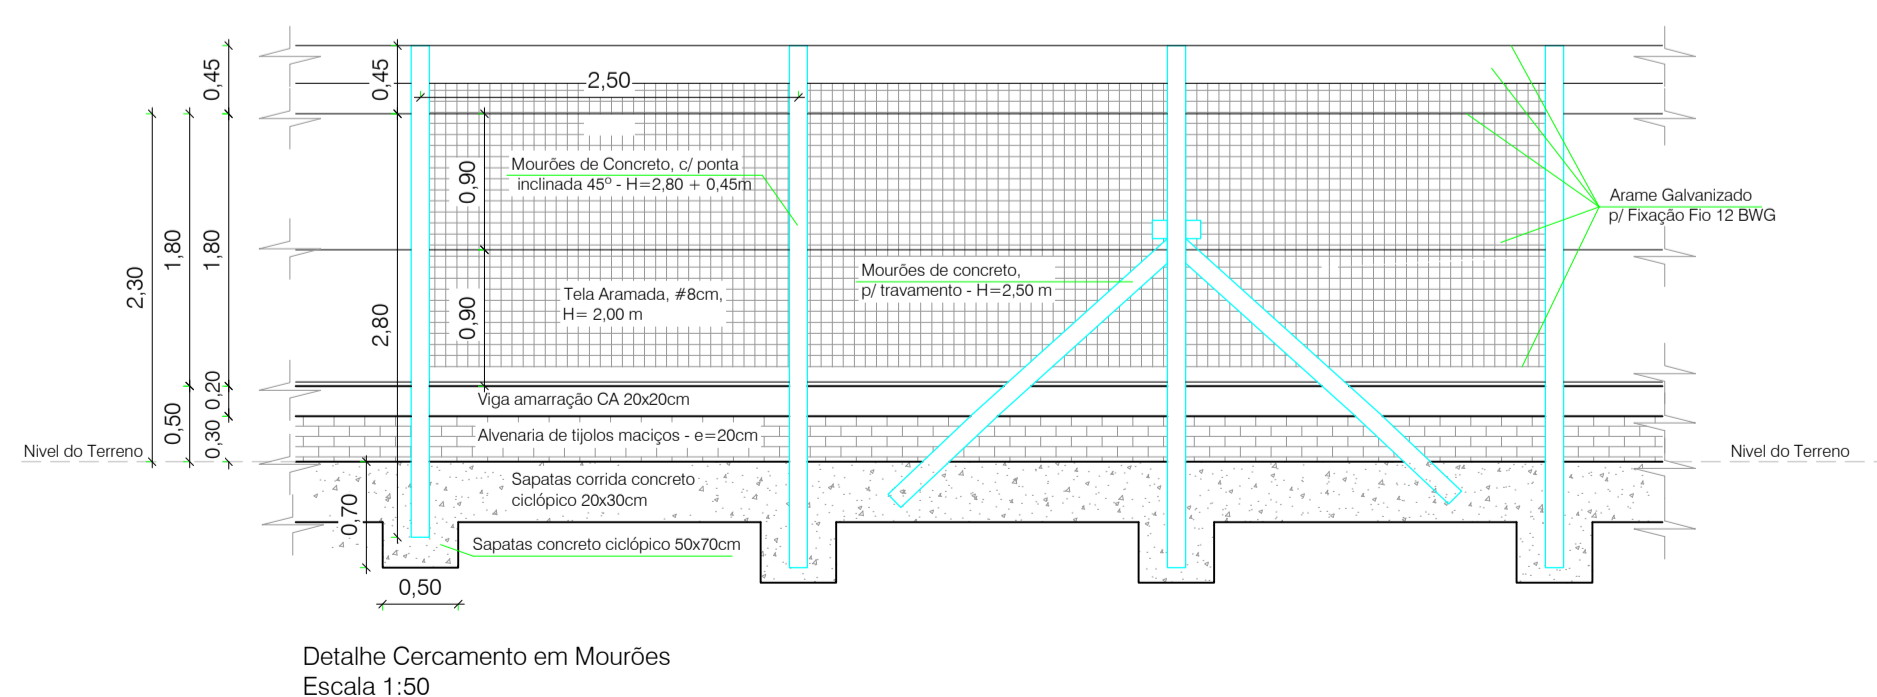 0,45
0,45
2,50
Mourões de Concreto, c/ ponta
inclinada 45º - H=2,80 + 0,45m
0,90
Arame Galvanizado
p/ Fixação Fio 12 BWG
1,80
1,80
2,30
Mourões de concreto,
p/ travamento - H=2,50 m
Tela Aramada, #8cm,
H= 2,00 m
0,90
2,80
0,20
Viga amarração CA 20x20cm
0,50
0,30
Alvenaria de tijolos maciços - e=20cm
Nivel do Terreno
Nivel do Terreno
Sapatas corrida concreto
ciclópico 20x30cm
0,70
Sapatas concreto ciclópico 50x70cm
0,50
Detalhe Cercamento em Mourões
Escala 1:50